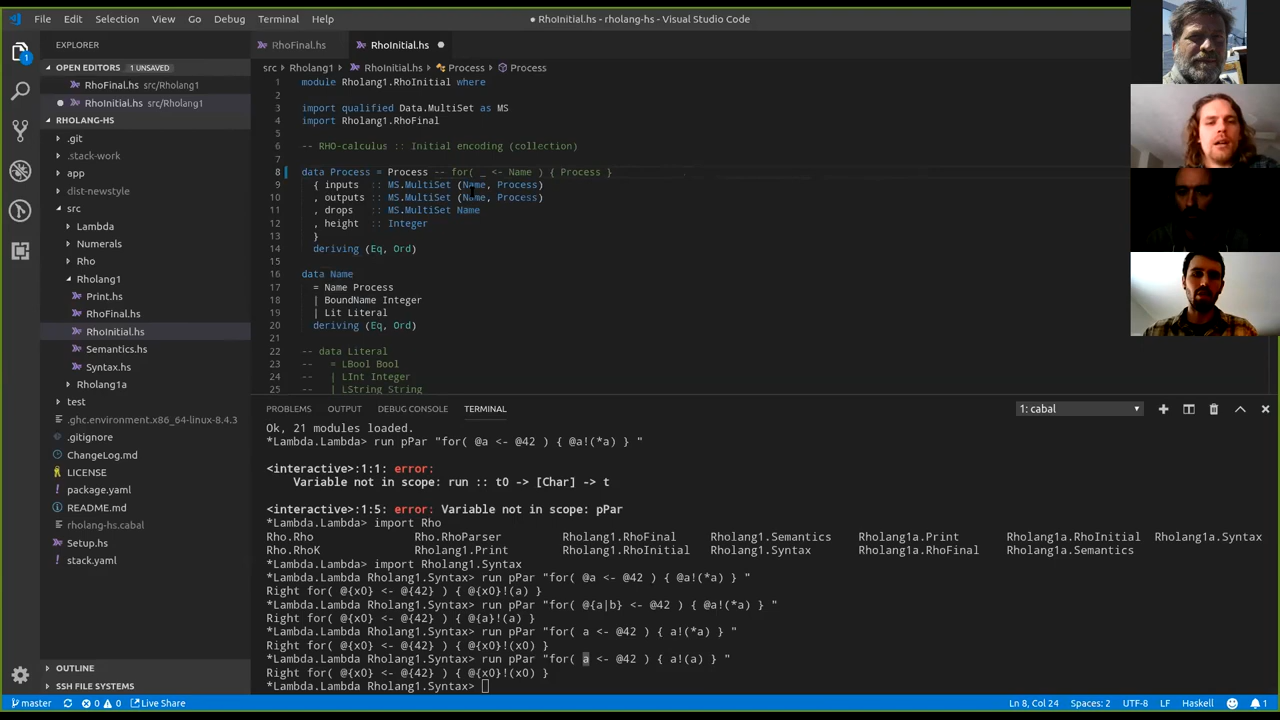 File Edit Selection View Go Debug Terminal Help
● RhoInitial.hs - rholang-hs - Visual Studio Code
EXPLORER
OPEN EDITORS 1 UNSAVED
RhoFinal.hs src/Rholang1
● RhoInitial.hs src/Rholang1
RHOLANG-HS
.git
.stack-work
app
dist-newstyle
src
Lambda
Numerals
Rho
Rholang1
Print.hs
RhoFinal.hs
RhoInitial.hs
Semantics.hs
Syntax.hs
Rholang1a
test
.ghc.environment.x86_64-linux-8.4.3
.gitignore
ChangeLog.md
LICENSE
package.yaml
README.md
rholang-hs.cabal
Setup.hs
stack.yaml
OUTLINE
SSH FILE SYSTEMS
RhoFinal.hs RhoInitial.hs ●
src › Rholang1 › RhoInitial.hs › Process › Process
1 module Rholang1.RhoInitial where
2
3 import qualified Data.MultiSet as MS
4 import Rholang1.RhoFinal
5
6 -- RHO-calculus :: Initial encoding (collection)
7
8 data Process = Process -- for( _ <- Name ) { Process }
9 { inputs :: MS.MultiSet (Name, Process)
10 , outputs :: MS.MultiSet (Name, Process)
11 , drops :: MS.MultiSet Name
12 , height :: Integer
13 }
14 deriving (Eq, Ord)
15
16 data Name
17 = Name Process
18 | BoundName Integer
19 | Lit Literal
20 deriving (Eq, Ord)
21
22 -- data Literal
23 -- = LBool Bool
24 -- | LInt Integer
25 -- | LString String
PROBLEMS OUTPUT DEBUG CONSOLE TERMINAL 1: cabal
Ok, 21 modules loaded.
*Lambda.Lambda> run pPar "for( @a <- @42 ) { @a!(*a) } "
<interactive>:1:1: error:
Variable not in scope: run :: t0 -> [Char] -> t
<interactive>:1:5: error: Variable not in scope: pPar
*Lambda.Lambda> import Rho
Rho.Rho Rho.RhoParser Rholang1.RhoFinal Rholang1.Semantics Rholang1a.Print Rholang1a.RhoInitial Rholang1a.Syntax
Rho.RhoK Rholang1.Print Rholang1.RhoInitial Rholang1.Syntax Rholang1a.RhoFinal Rholang1a.Semantics
*Lambda.Lambda> import Rholang1.Syntax
*Lambda.Lambda Rholang1.Syntax> run pPar "for( @a <- @42 ) { @a!(*a) } "
Right for( @{x0} <- @{42} ) { @{x0}!(a) }
*Lambda.Lambda Rholang1.Syntax> run pPar "for( @{a|b} <- @42 ) { @a!(*a) } "
Right for( @{x0} <- @{42} ) { @{a}!(a) }
*Lambda.Lambda Rholang1.Syntax> run pPar "for( a <- @42 ) { a!(*a) } "
Right for( @{x0} <- @{42} ) { @{x0}!(x0) }
*Lambda.Lambda Rholang1.Syntax> run pPar "for( a <- @42 ) { a!(a) } "
Right for( @{x0} <- @{42} ) { @{x0}!(x0) }
*Lambda.Lambda Rholang1.Syntax>
master 0 0 Live Share Ln 8, Col 24 Spaces: 2 UTF-8 LF Haskell 1